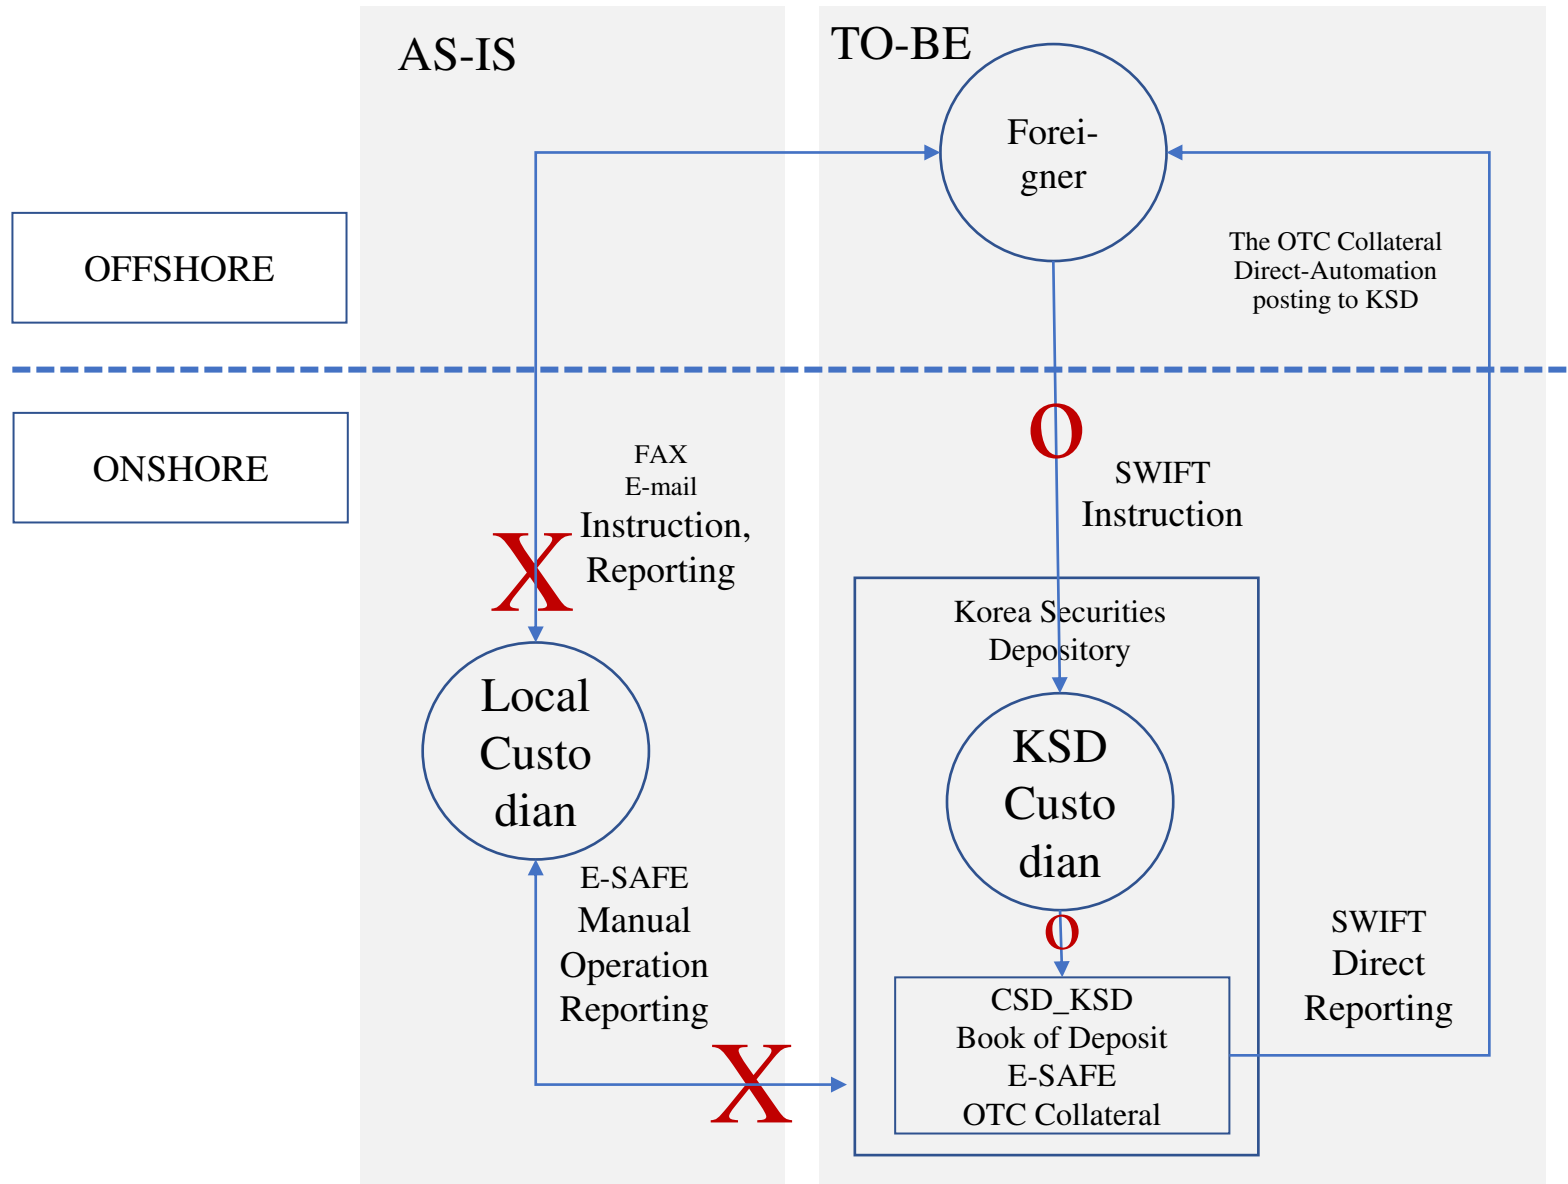 AS-IS
TO-BE
Forei-
gner
OFFSHORE
The OTC Collateral
Direct-Automation
posting to KSD
ONSHORE
FAX
E-mail
Instruction,
Reporting
X
O
SWIFT
Instruction
Korea Securities
Depository
Local
Custo
dian
KSD
Custo
dian
E-SAFE
Manual
Operation
Reporting
X
O
CSD_KSD
Book of Deposit
E-SAFE
OTC Collateral
SWIFT
Direct
Reporting